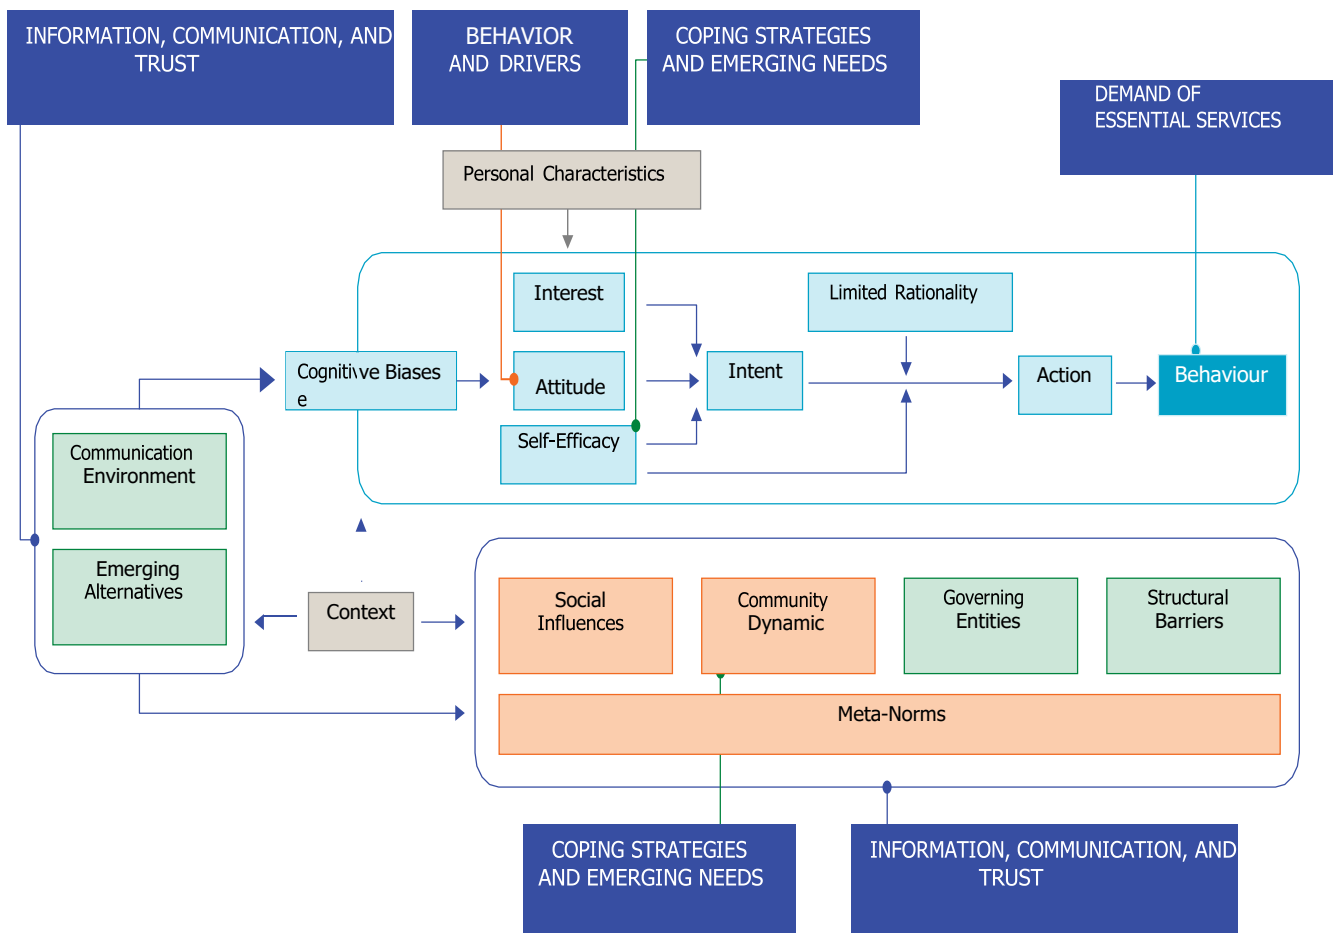 INFORMATION, COMMUNICATION, AND
TRUST
BEHAVIOR
AND DRIVERS
COPING STRATEGIES
AND EMERGING NEEDS
DEMAND OF
ESSENTIAL SERVICES
Personal Characteristics
Interest
Limited Rationality
Cognitive Biases
e
Attitude
Intent
Action
Behaviour
Self-Efficacy
Communication
Environment
Emerging
Alternatives
Context
Social
Influences
Community
Dynamic
Governing
Entities
Structural
Barriers
Meta-Norms
COPING STRATEGIES
AND EMERGING NEEDS
INFORMATION, COMMUNICATION, AND
TRUST